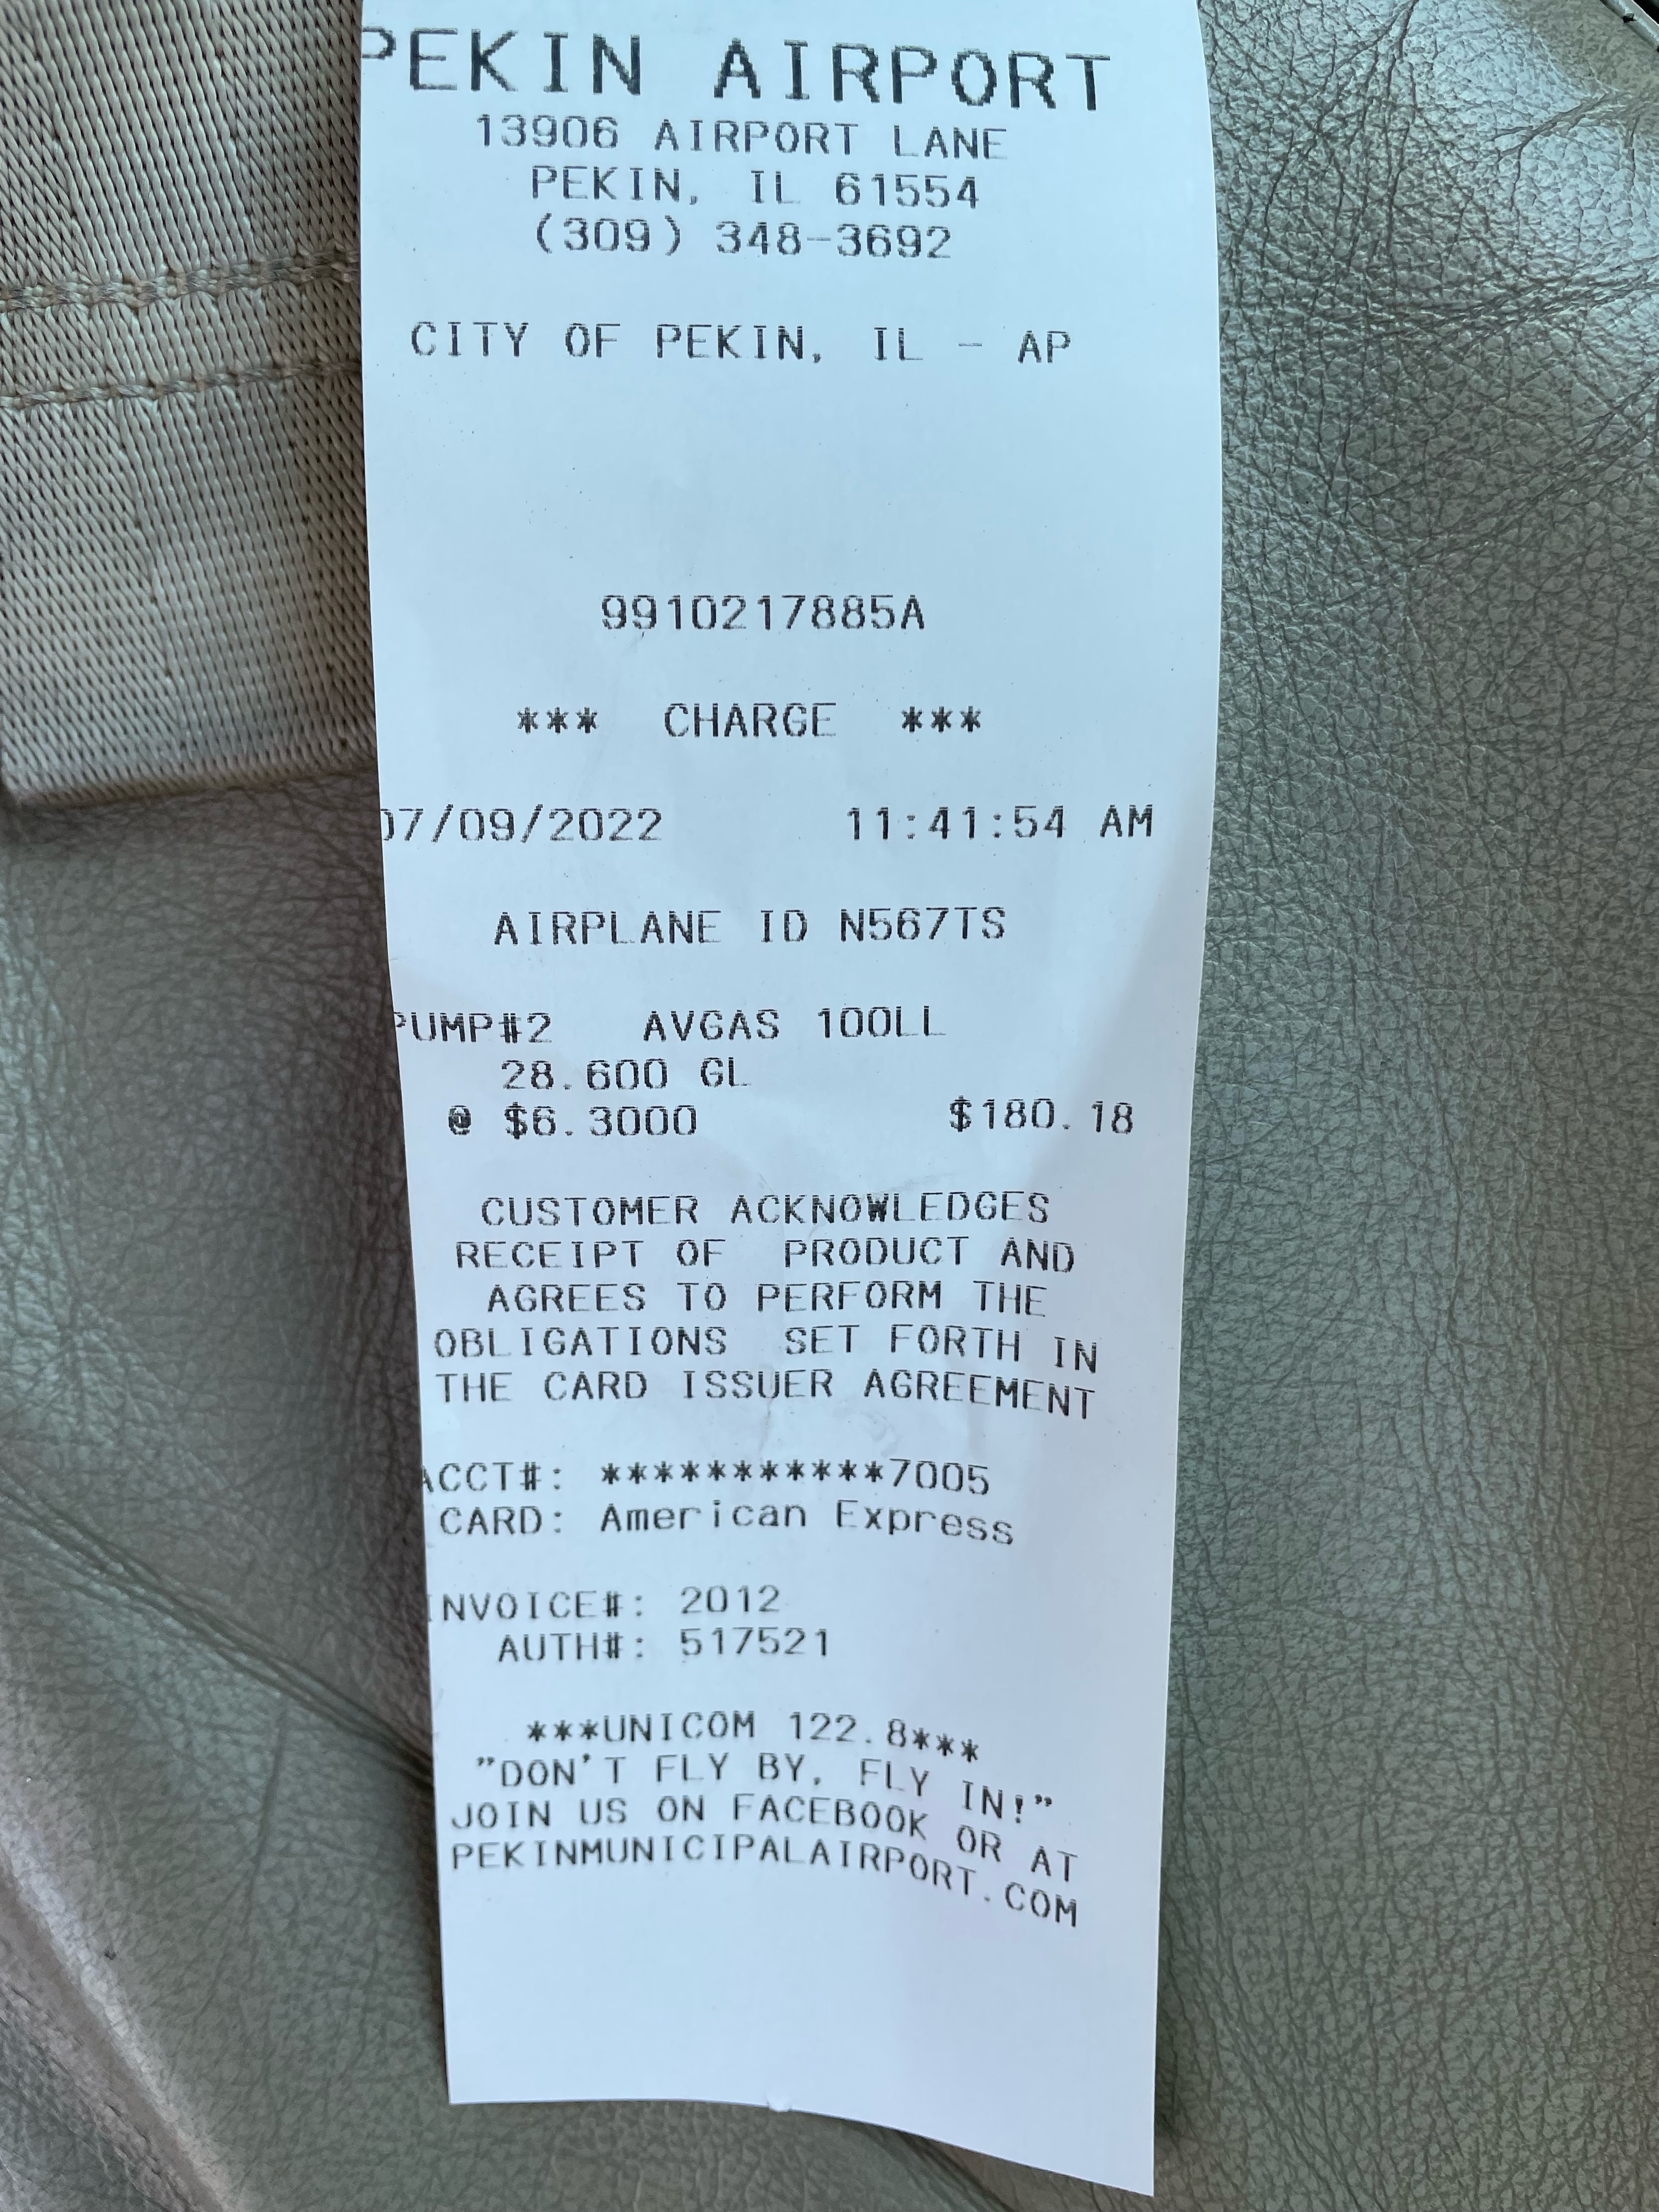 PEKIN AIRPORT
13906 AIRPORT LANE
PEKIN, IL 61554
(309) 348-3692
CITY OF PEKIN, IL - AP
9910217885A
*** CHARGE ***
07/09/2022 11:41:54 AM
AIRPLANE ID N567TS
PUMP#2 AVGAS 100LL
28.600 GL
@ $6.3000 $180.18
CUSTOMER ACKNOWLEDGES
RECEIPT OF PRODUCT AND
AGREES TO PERFORM THE
OBLIGATIONS SET FORTH IN
THE CARD ISSUER AGREEMENT
ACCT#: ***********7005
CARD: American Express
INVOICE#: 2012
AUTH#: 517521
***UNICOM 122.8***
"DON'T FLY BY, FLY IN!"
JOIN US ON FACEBOOK OR AT
PEKINMUNICIPALAIRPORT.COM